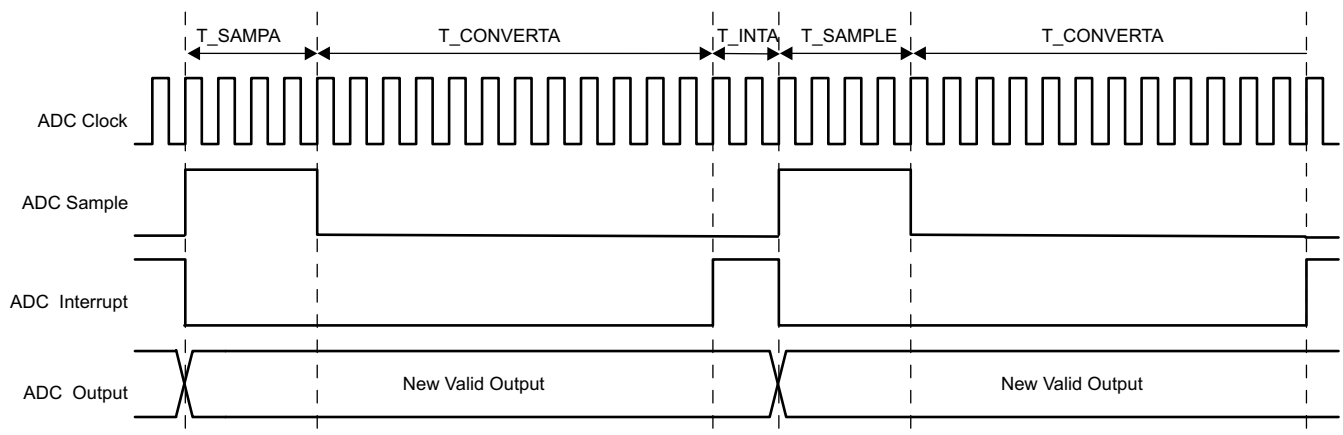 T_SAMPA T_CONVERTA T_INTA T_SAMPLE T_CONVERTA
ADC Clock
ADC Sample
ADC Interrupt
ADC Output New Valid Output New Valid Output